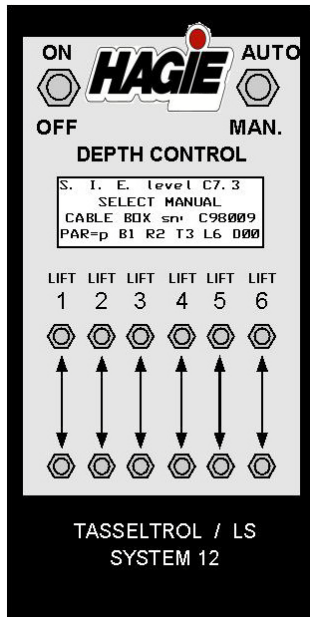 ON AUTO
HAGIE
OFF MAN.
DEPTH CONTROL
S. I. E. level C7.3
SELECT MANUAL
CABLE BOX sn: C98009
PAR=p B1 R2 T3 L6 D00
LIFT LIFT LIFT LIFT LIFT LIFT
1 2 3 4 5 6
TASSELTROL / LS
SYSTEM 12